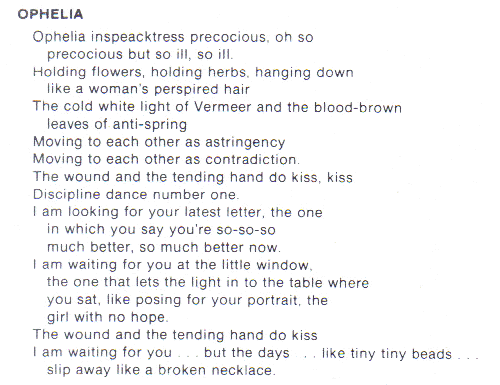 OPHELIA
Ophelia inspeacktress precocious, oh so
precocious but so ill, so ill.
Holding flowers, holding herbs, hanging down
like a woman's perspired hair
The cold white light of Vermeer and the blood-brown
leaves of anti-spring
Moving to each other as astringency
Moving to each other as contradiction.
The wound and the tending hand do kiss, kiss
Discipline dance number one.
I am looking for your latest letter, the one
in which you say you're so-so-so
much better, so much better now.
I am waiting for you at the little window,
the one that lets the light in to the table where
you sat, like posing for your portrait, the
girl with no hope.
The wound and the tending hand do kiss
I am waiting for you . . . but the days . . . like tiny tiny beads . . .
slip away like a broken necklace.